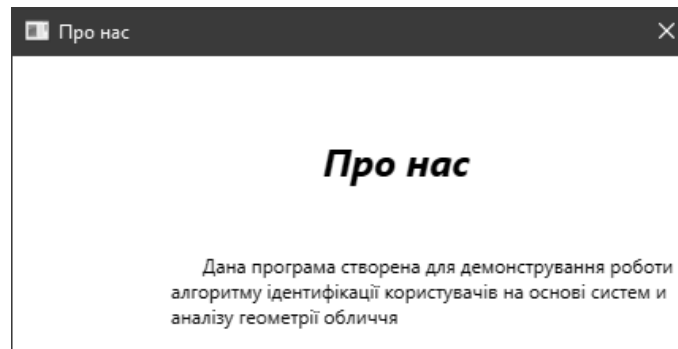 Про нас
Про нас
Дана програма створена для демонстрування роботи
алгоритму ідентифікації користувачів на основі систем и
аналізу геометрії обличчя